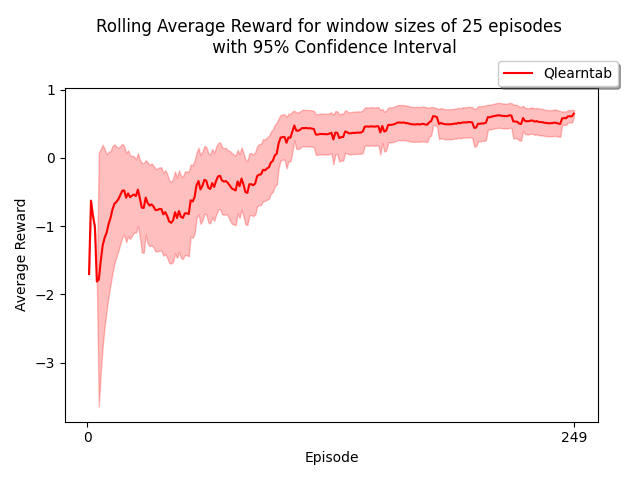 Rolling Average Reward for window sizes of 25 episodes
with 95% Confidence Interval
Qlearntab
1
0
−1
−2
−3
Average Reward
0
249
Episode